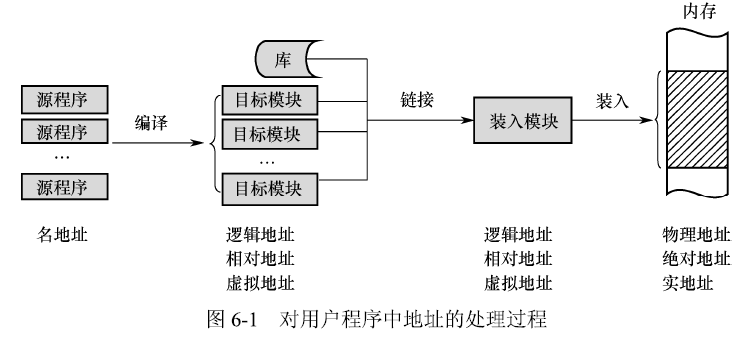 内存
库
源程序
源程序
…
源程序
编译
目标模块
目标模块
…
目标模块
链接
装入模块
装入
名地址
逻辑地址
相对地址
虚拟地址
逻辑地址
相对地址
虚拟地址
物理地址
绝对地址
实地址
图 6-1 对用户程序中地址的处理过程